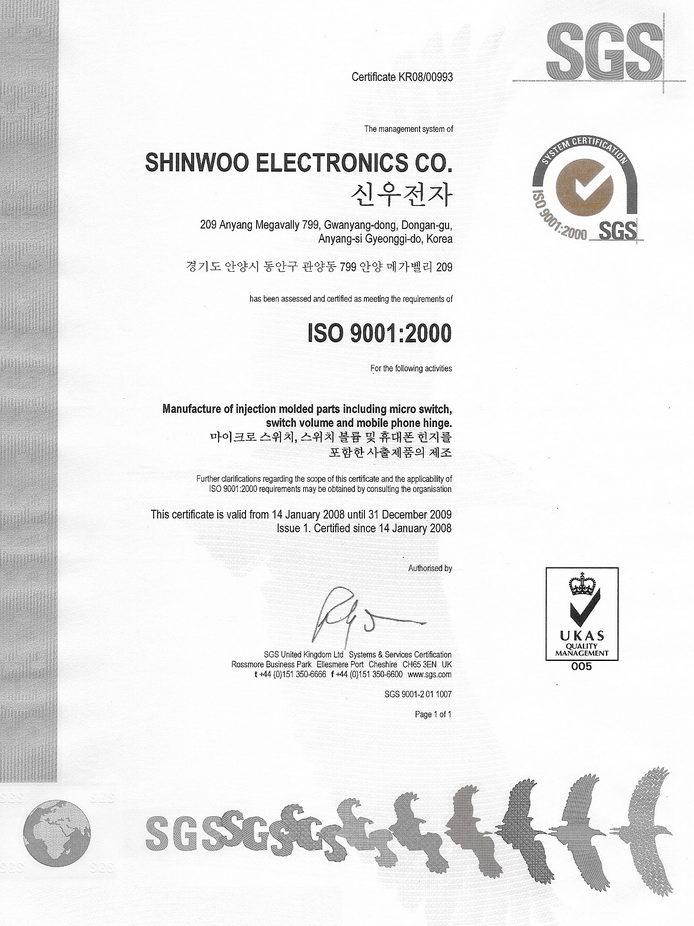 SGS
Certificate KR08/00993
The management system of
SHINWOO ELECTRONICS CO.
신우전자
209 Anyang Megavally 799, Gwanyang-dong, Dongan-gu,
Anyang-si Gyeonggi-do, Korea
경기도 안양시 동안구 관양동 799 안양 메가벨리 209
has been assessed and certified as meeting the requirements of
ISO 9001:2000
For the following activities
Manufacture of injection molded parts including micro switch,
switch volume and mobile phone hinge.
마이크로 스위치, 스위치 볼륨 및 휴대폰 힌지를
포함한 사출제품의 제조
Further clarifications regarding the scope of this certificate and the applicability of
ISO 9001:2000 requirements may be obtained by consulting the organisation
This certificate is valid from 14 January 2008 until 31 December 2009
Issue 1. Certified since 14 January 2008
Authorised by
SGS United Kingdom Ltd Systems & Services Certification
Rossmore Business Park Ellesmere Port Cheshire CH65 3EN UK
t +44 (0)151 350-6666 f +44 (0)151 350-6600 www.sgs.com
SGS 9001-2 01 1007
Page 1 of 1
SYSTEM CERTIFICATION
ISO 9001:2000
SGS
UKAS
QUALITY
MANAGEMENT
005
SGSSGSSGS